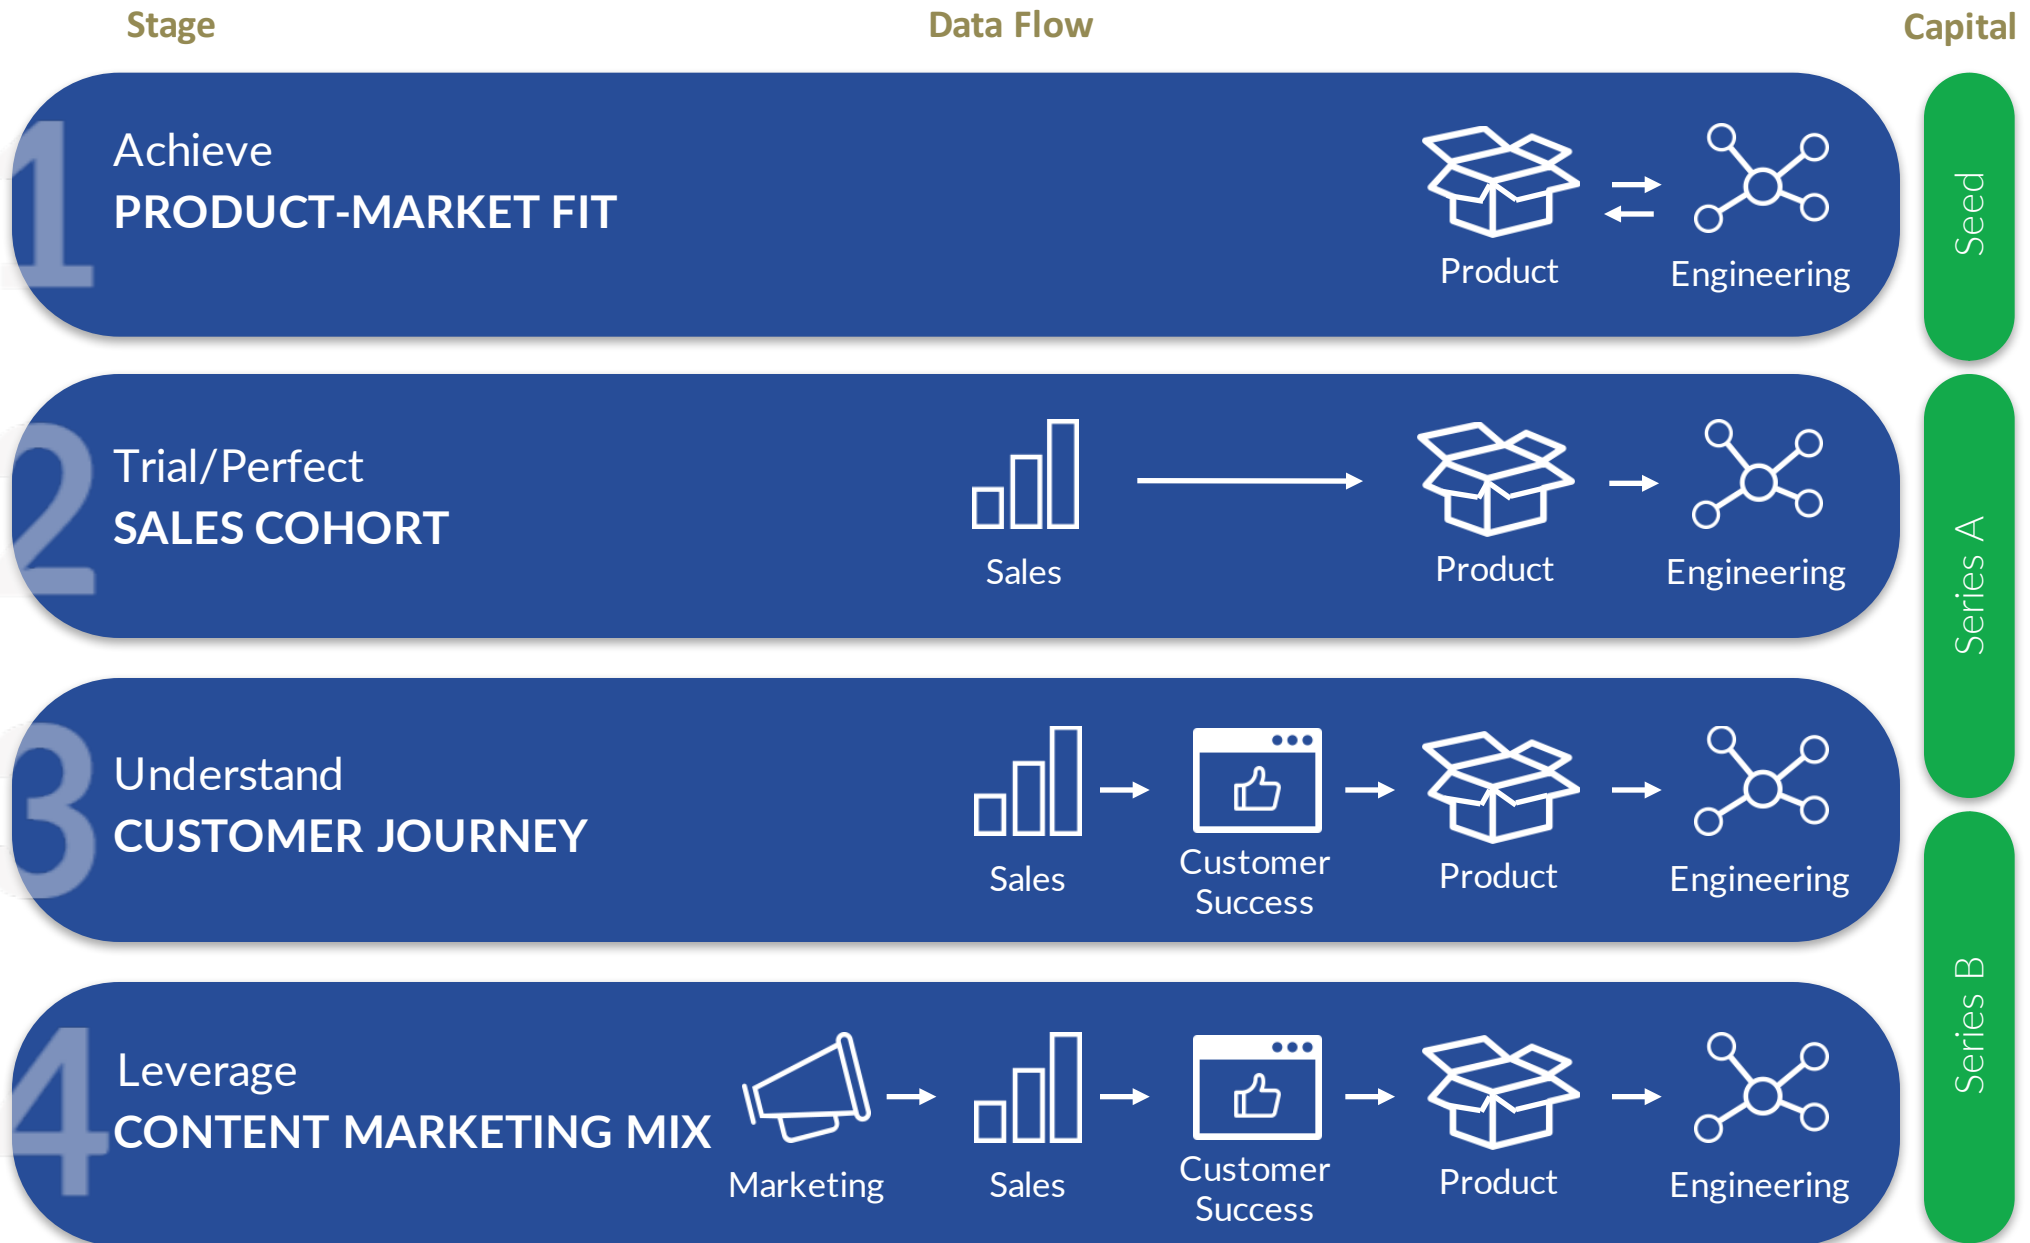 Stage
Data Flow
Capital
1
Achieve
PRODUCT-MARKET FIT
Product
Engineering
Seed
2
Trial/Perfect
SALES COHORT
Sales
Product
Engineering
Series A
3
Understand
CUSTOMER JOURNEY
Sales
Customer
Success
Product
Engineering
Series B
4
Leverage
CONTENT MARKETING MIX
Marketing
Sales
Customer
Success
Product
Engineering